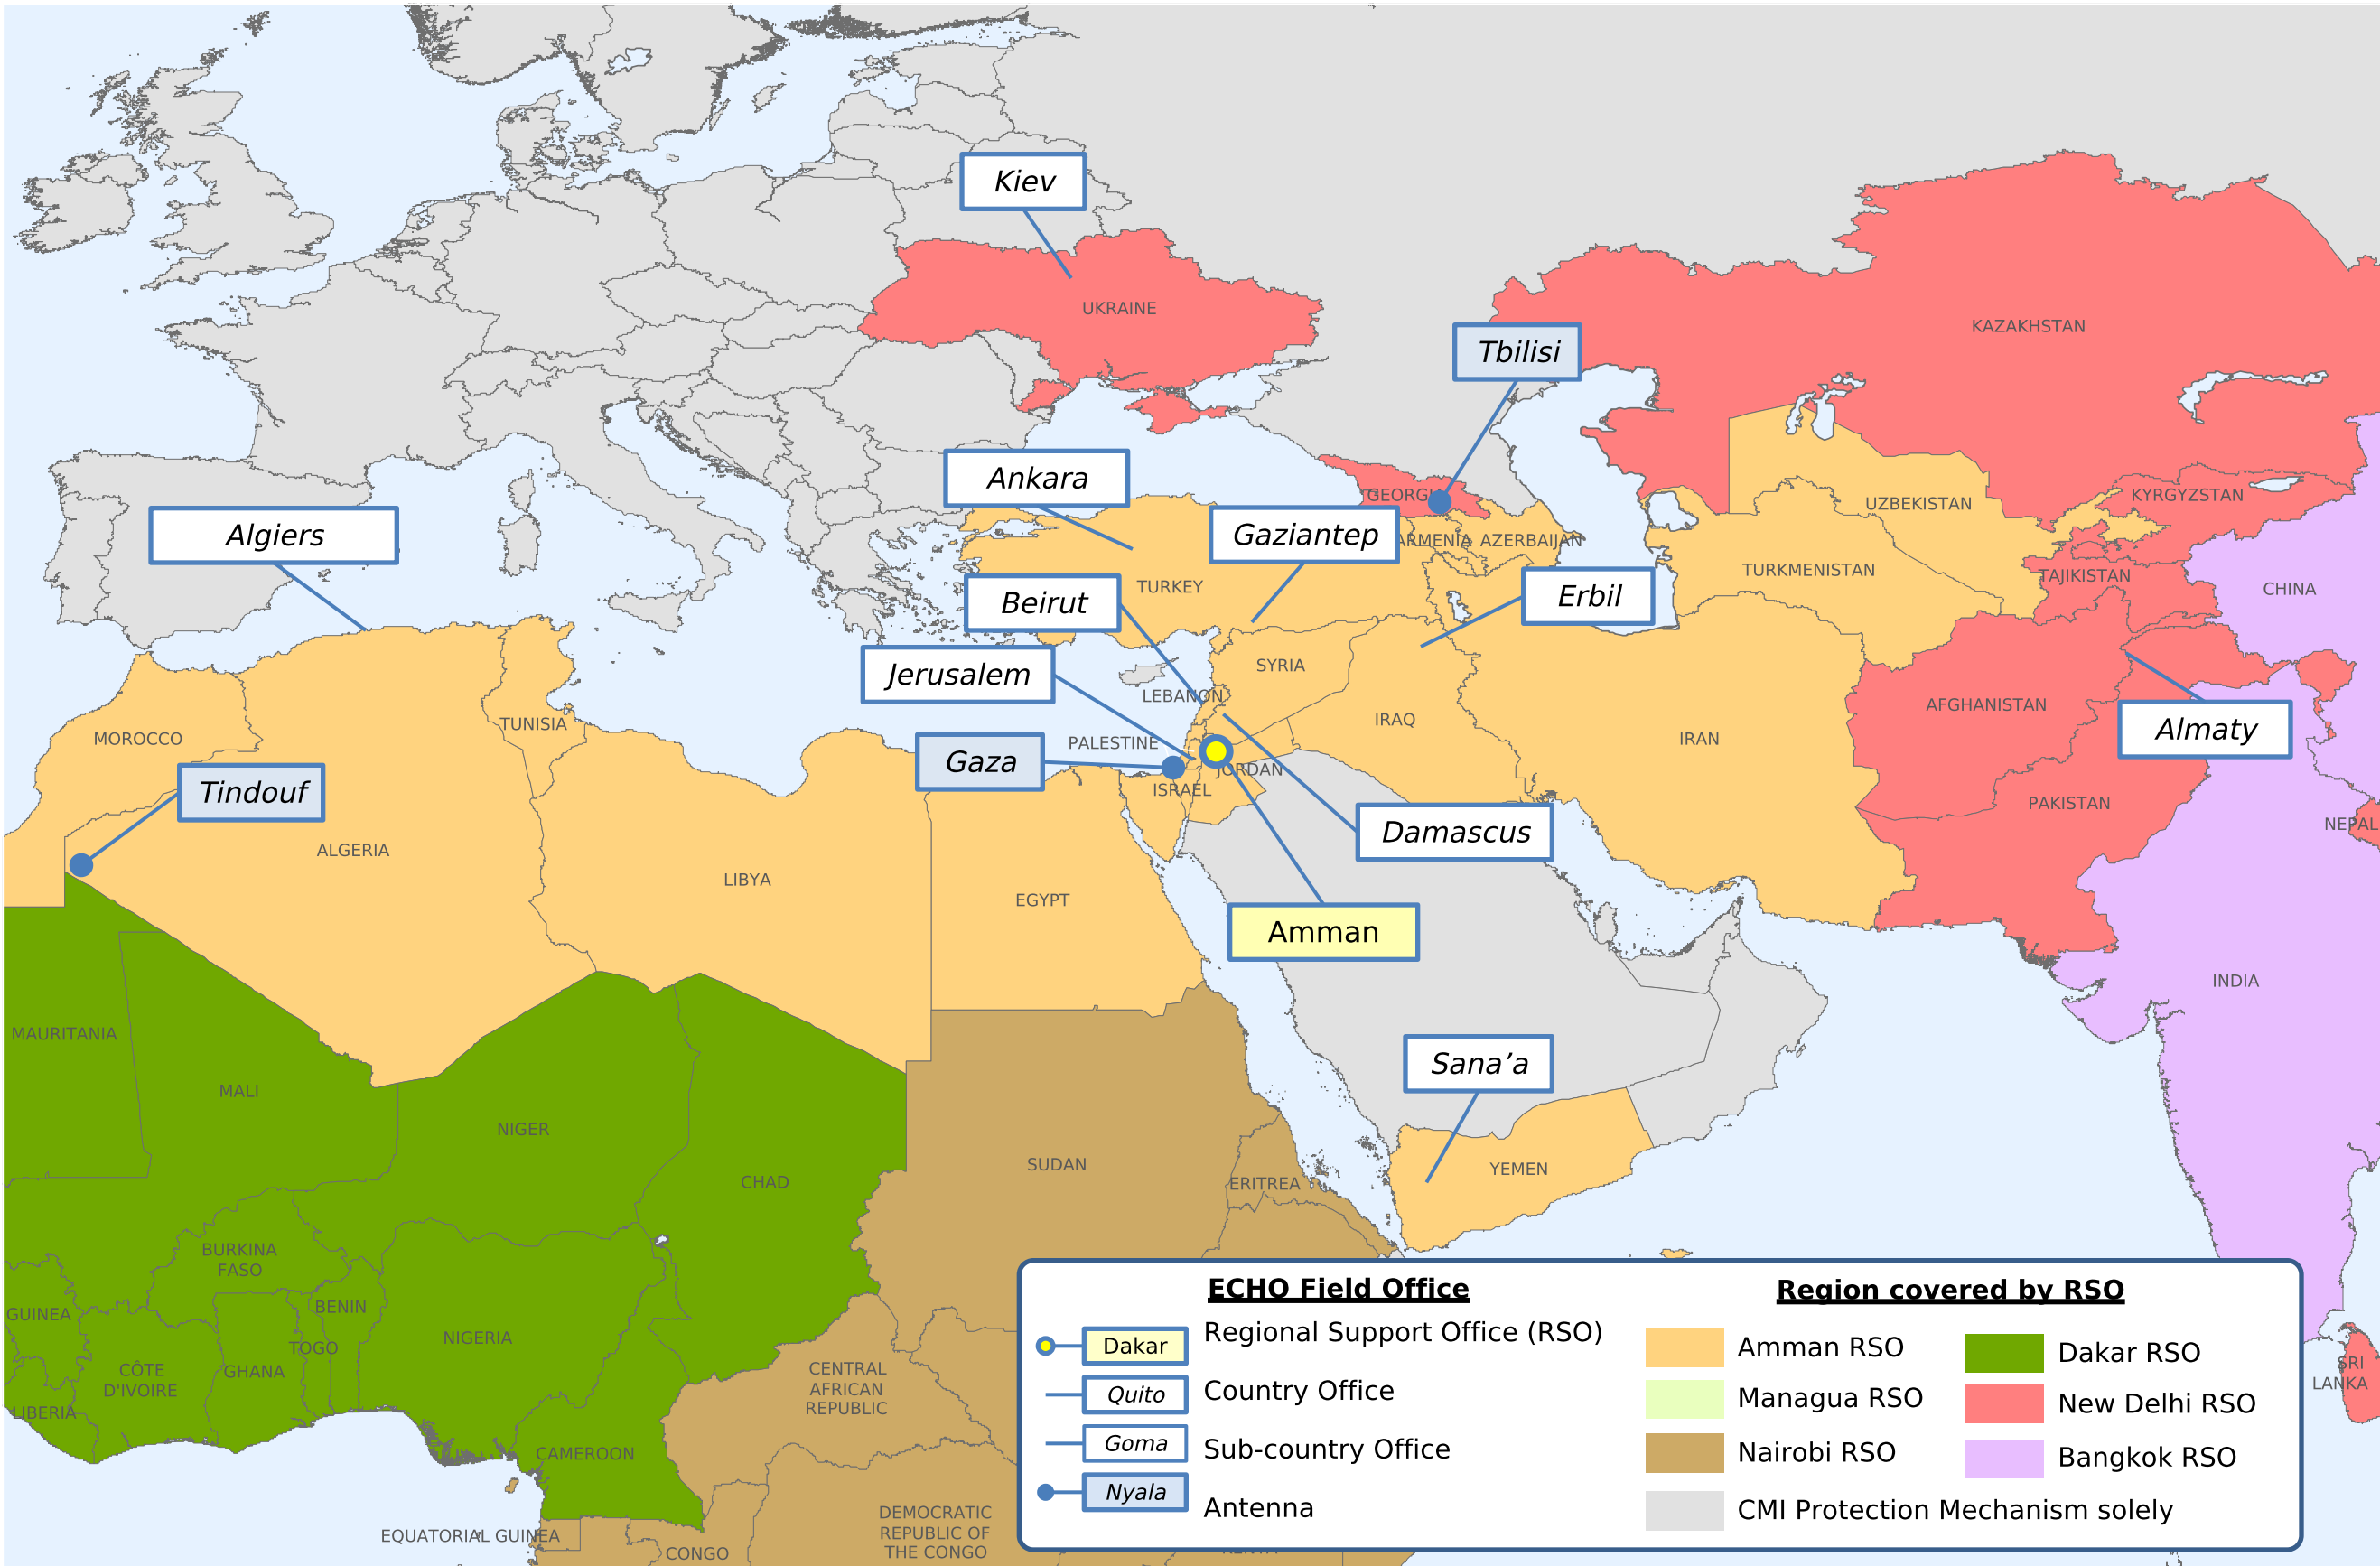 Kiev
UKRAINE
KAZAKHSTAN
Tbilisi
Ankara
GEORGIA
KYRGYZSTAN
UZBEKISTAN
Algiers
Gaziantep
ARMENIA
AZERBAIJAN
TURKMENISTAN
TAJIKISTAN
CHINA
TURKEY
Beirut
Erbil
Jerusalem
SYRIA
LEBANON
AFGHANISTAN
IRAQ
TUNISIA
MOROCCO
IRAN
Almaty
PALESTINE
Gaza
JORDAN
ISRAEL
Tindouf
PAKISTAN
NEPAL
Damascus
ALGERIA
LIBYA
EGYPT
Amman
INDIA
MAURITANIA
MALI
Sana’a
NIGER
SUDAN
YEMEN
CHAD
ERITREA
BURKINA
FASO
GUINEA
BENIN
NIGERIA
TOGO
GHANA
CÔTE
D'IVOIRE
LIBERIA
CENTRAL
AFRICAN
REPUBLIC
CAMEROON
EQUATORIAL GUINEA
CONGO
DEMOCRATIC
REPUBLIC OF
THE CONGO
SRI
LANKA
ECHO Field Office
Dakar
Regional Support Office (RSO)
Quito
Country Office
Goma
Sub-country Office
Nyala
Antenna
Region covered by RSO
Amman RSO
Managua RSO
Nairobi RSO
Dakar RSO
New Delhi RSO
Bangkok RSO
CMI Protection Mechanism solely